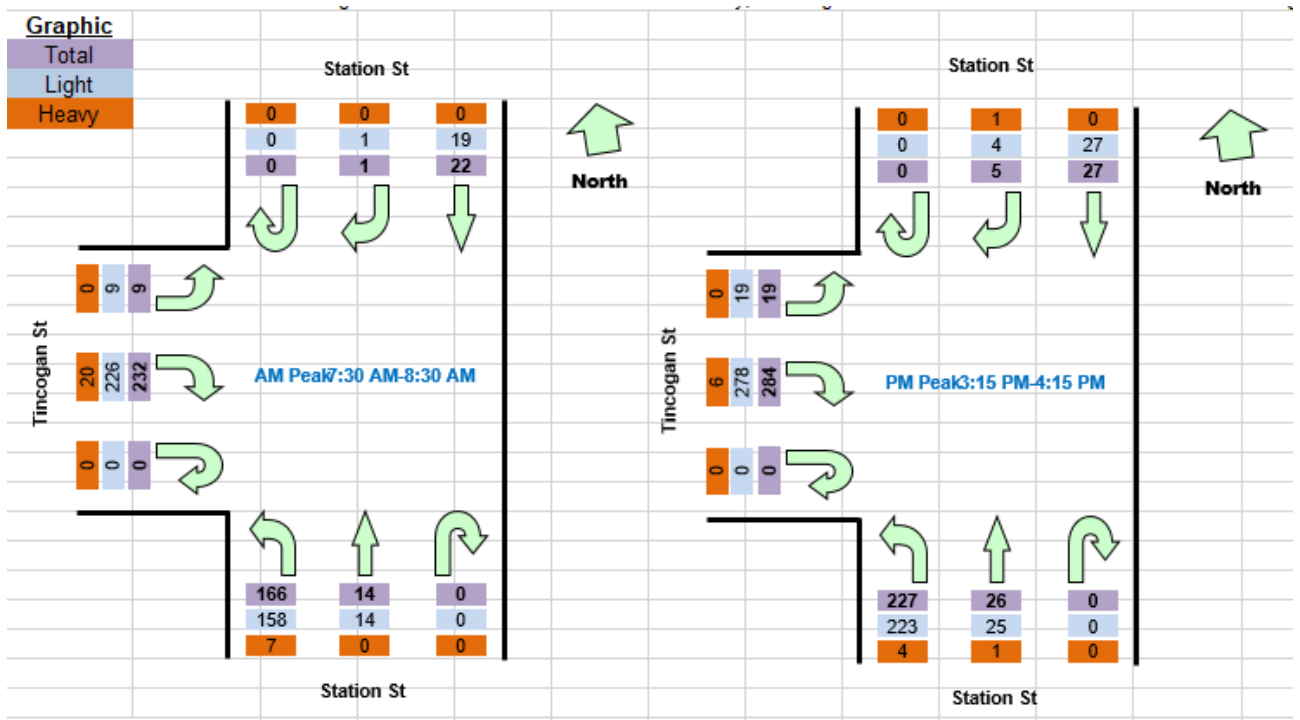 Graphic
Total
Light
Heavy
Station St
0 0 0
0 1 19
0 1 22
North
0 9 9
20 226 232
0 0 0
Tincogan St
AM Peak7:30 AM-8:30 AM
166 14 0
158 14 0
7 0 0
Station St
Station St
0 1 0
0 4 27
0 5 27
North
0 19 19
6 278 284
0 0 0
Tincogan St
PM Peak3:15 PM-4:15 PM
227 26 0
223 25 0
4 1 0
Station St